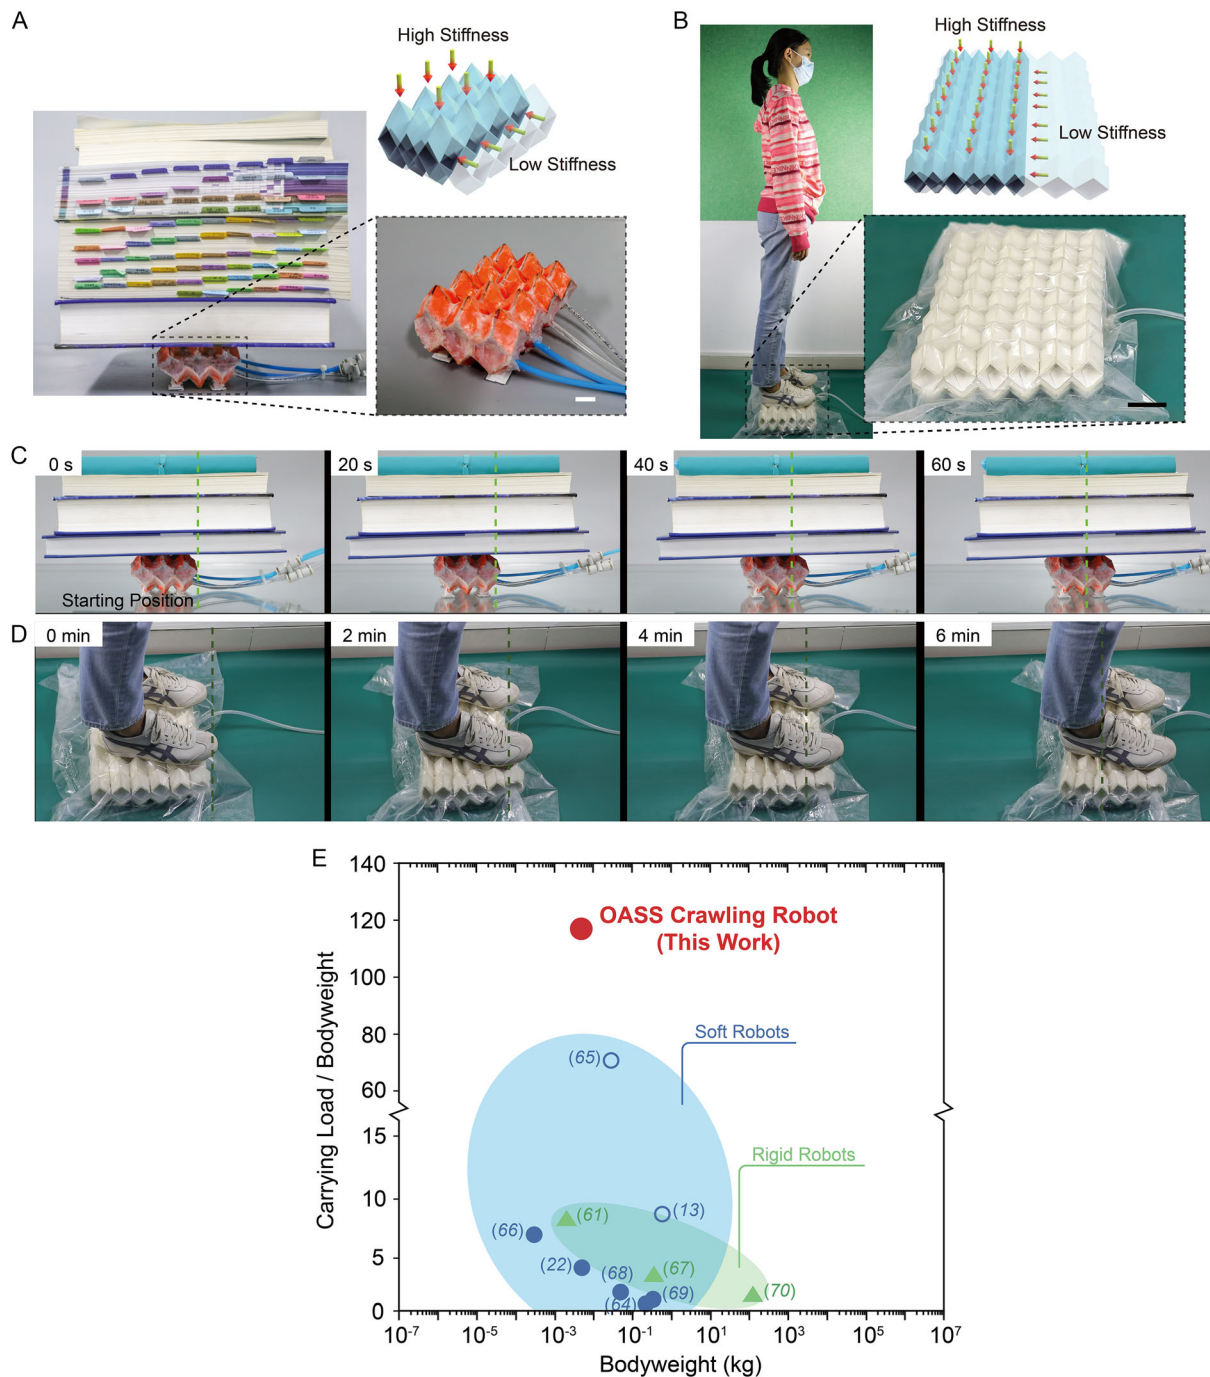 A
High Stiffness
Low Stiffness
B
High Stiffness
Low Stiffness
C
0 s
20 s
40 s
60 s
Starting Position
D
0 min
2 min
4 min
6 min
E
140
120
100
80
60
15
10
5
0
Carrying Load / Bodyweight
OASS Crawling Robot
(This Work)
Soft Robots
(65)
Rigid Robots
(66)
(61)
(13)
(22)
(68)
(67)
(64)
(69)
(70)
10⁻⁷
10⁻⁵
10⁻³
10⁻¹
10¹
10³
10⁵
10⁷
Bodyweight (kg)